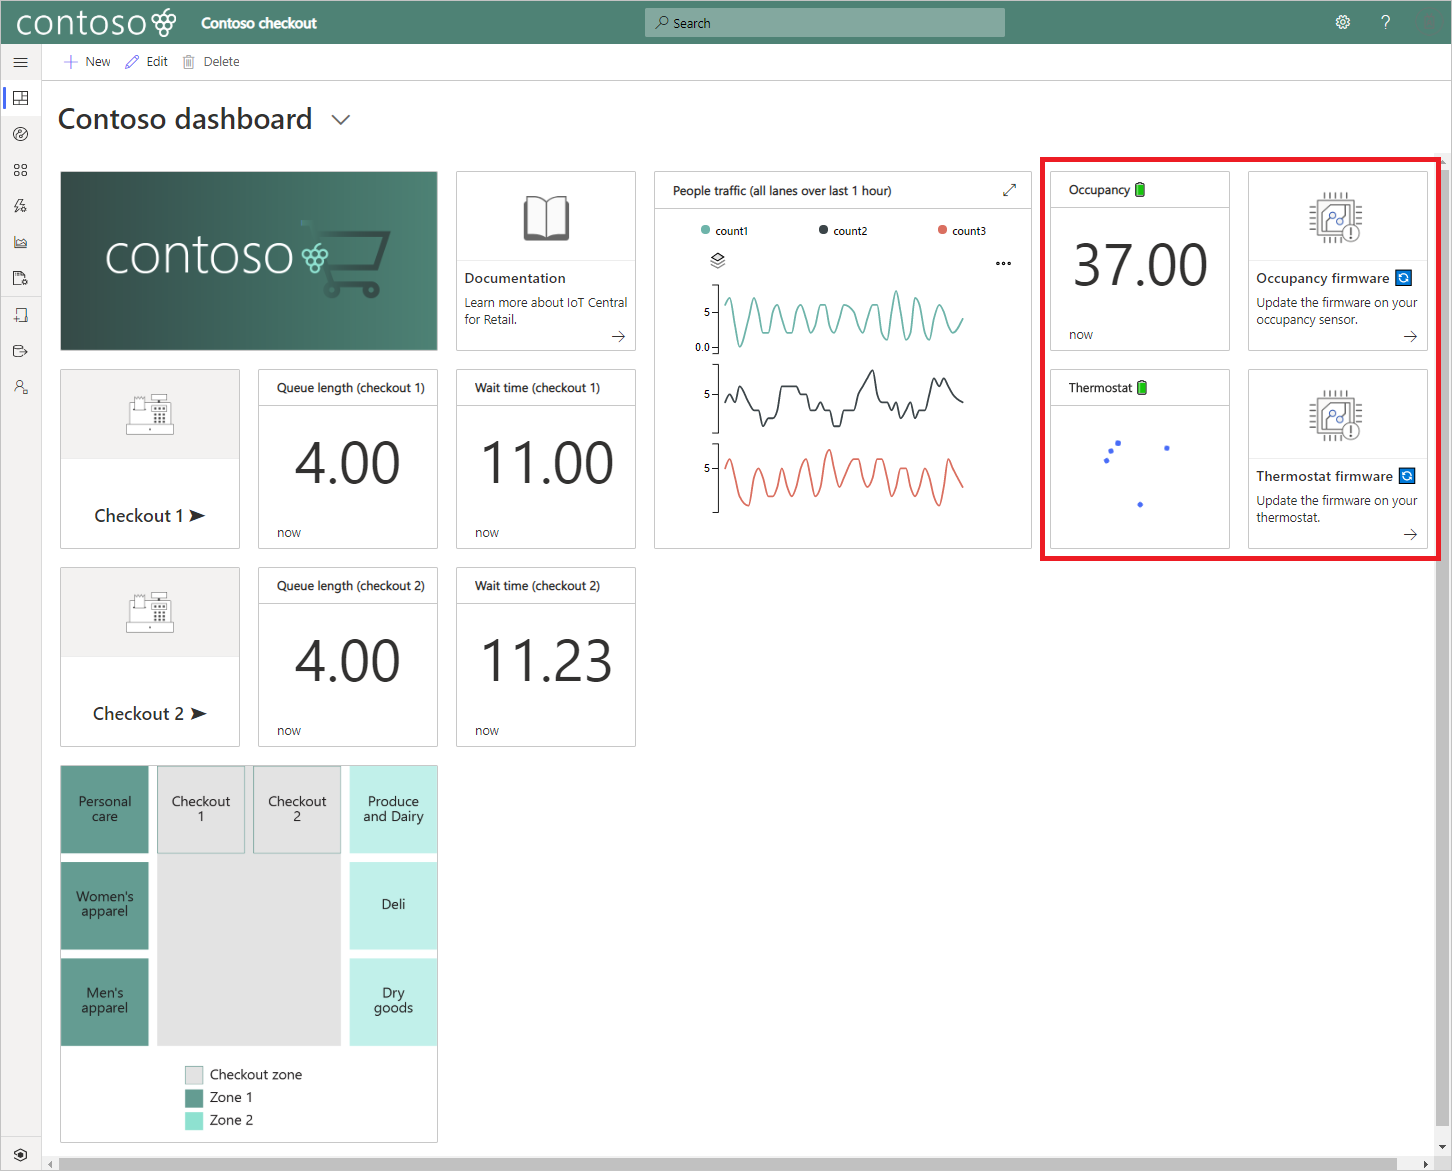 contoso
Contoso checkout
Search
?
New
Edit
Delete
Contoso dashboard
contoso
Documentation
Learn more about IoT Central
for Retail.
People traffic (all lanes over last 1 hour)
count1
count2
count3
5
0.0
5
5
Occupancy
37.00
now
Occupancy firmware
Update the firmware on your
occupancy sensor.
Checkout 1
Queue length (checkout 1)
4.00
now
Wait time (checkout 1)
11.00
now
Thermostat
Thermostat firmware
Update the firmware on your
thermostat.
Checkout 2
Queue length (checkout 2)
4.00
now
Wait time (checkout 2)
11.23
now
Personal
care
Checkout
1
Checkout
2
Produce
and Dairy
Women's
apparel
Deli
Men's
apparel
Dry
goods
Checkout zone
Zone 1
Zone 2